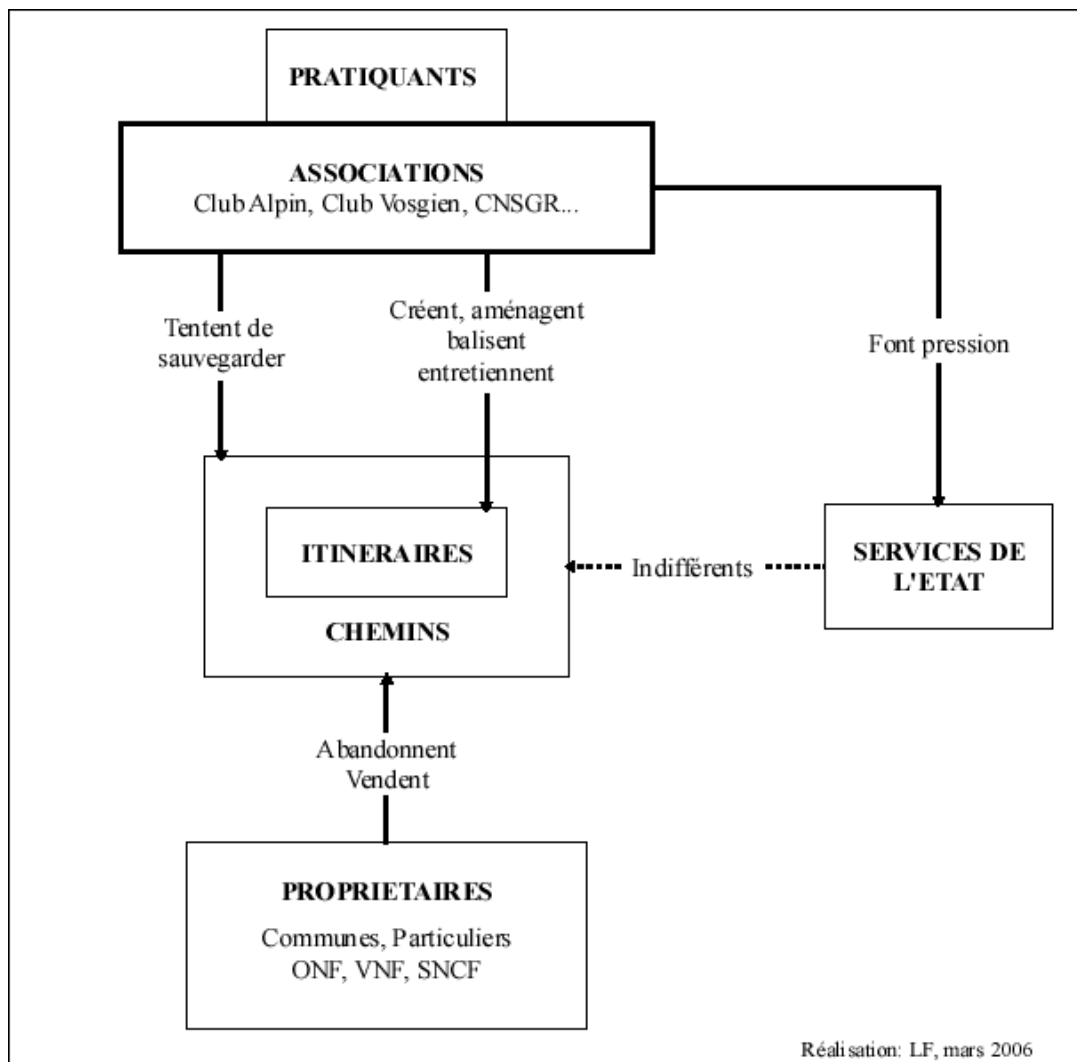 PRATIQUANTS
ASSOCIATIONS
Club Alpin, Club Vosgien, CNSGR...
Tentent de
sauvegarder
Créent, aménagent
balisent
entretiennent
Font pression
ITINERAIRES
CHEMINS
Indifférents
SERVICES DE
L'ETAT
Abandonnent
Vendent
PROPRIETAIRES
Communes, Particuliers
ONF, VNF, SNCF
Réalisation: LF, mars 2006